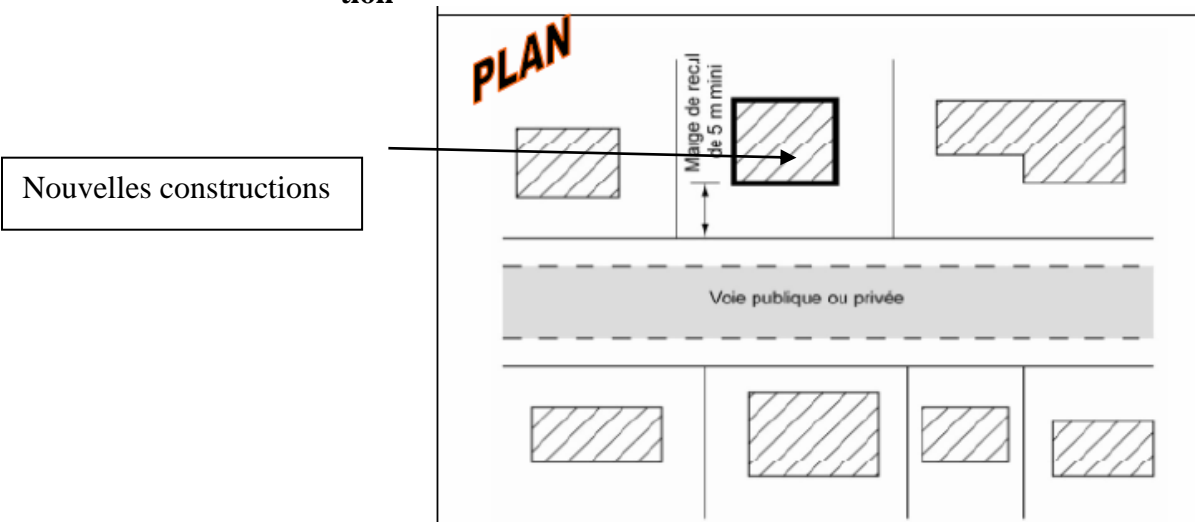 tion
PLAN
Marge de recul
de 5 m mini
Nouvelles constructions
Voie publique ou privée